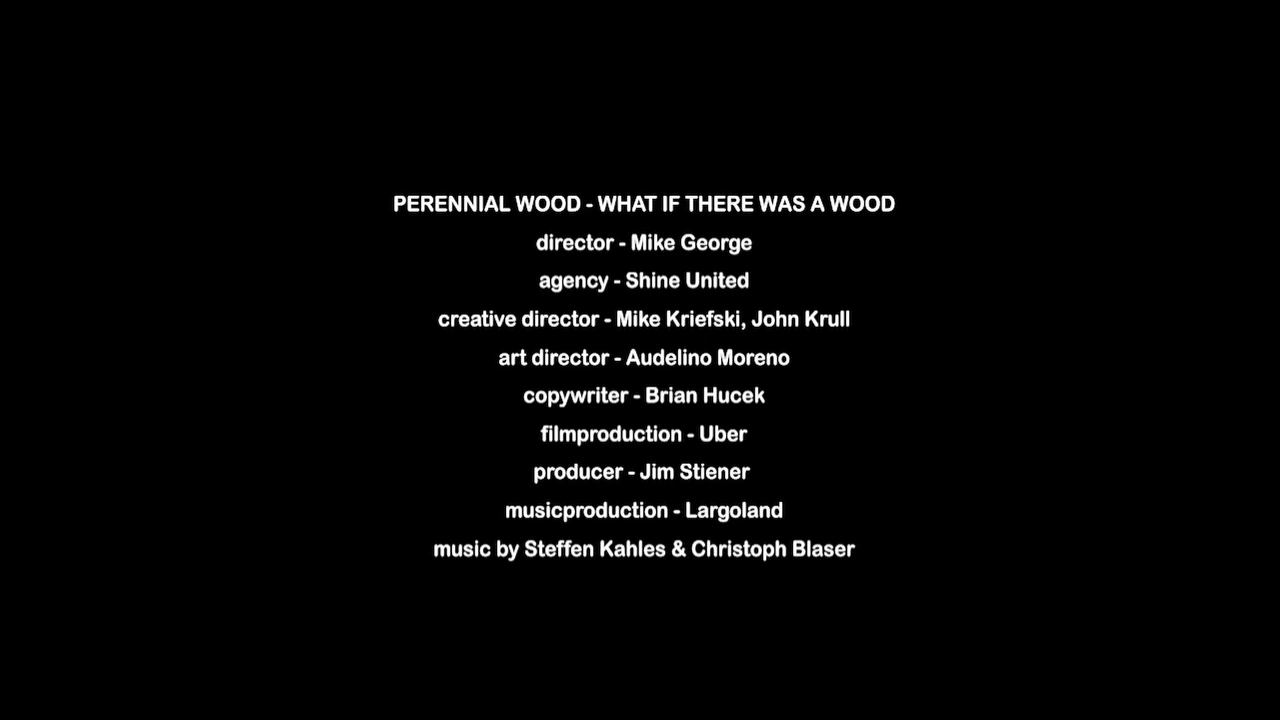 PERENNIAL WOOD - WHAT IF THERE WAS A WOOD
director - Mike George
agency - Shine United
creative director - Mike Kriefski, John Krull
art director - Audelino Moreno
copywriter - Brian Hucek
filmproduction - Uber
producer - Jim Stiener
musicproduction - Largoland
music by Steffen Kahles & Christoph Blaser